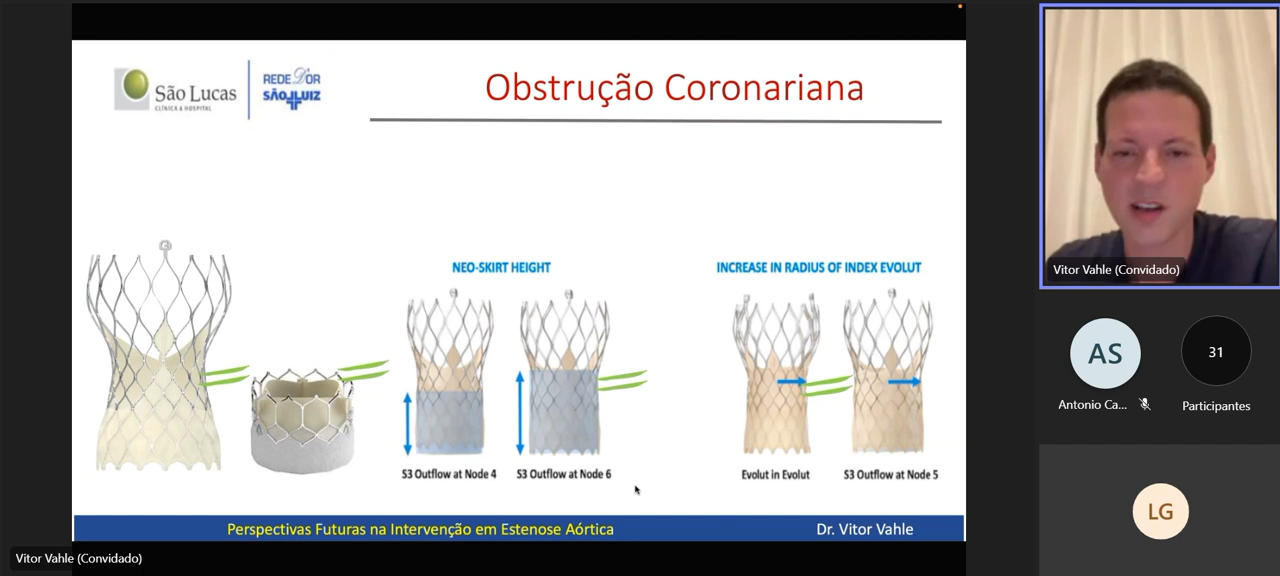 São Lucas
CLÍNICA & HOSPITAL
REDE D'OR
SÃO LUIZ
Obstrução Coronariana
NEO-SKIRT HEIGHT
INCREASE IN RADIUS OF INDEX EVOLUT
S3 Outflow at Node 4
S3 Outflow at Node 6
Evolut in Evolut
S3 Outflow at Node 5
Perspectivas Futuras na Intervenção em Estenose Aórtica
Dr. Vitor Vahle
Vitor Vahle (Convidado)
Vitor Vahle (Convidado)
AS
Antonio Ca...
31
Participantes
LG